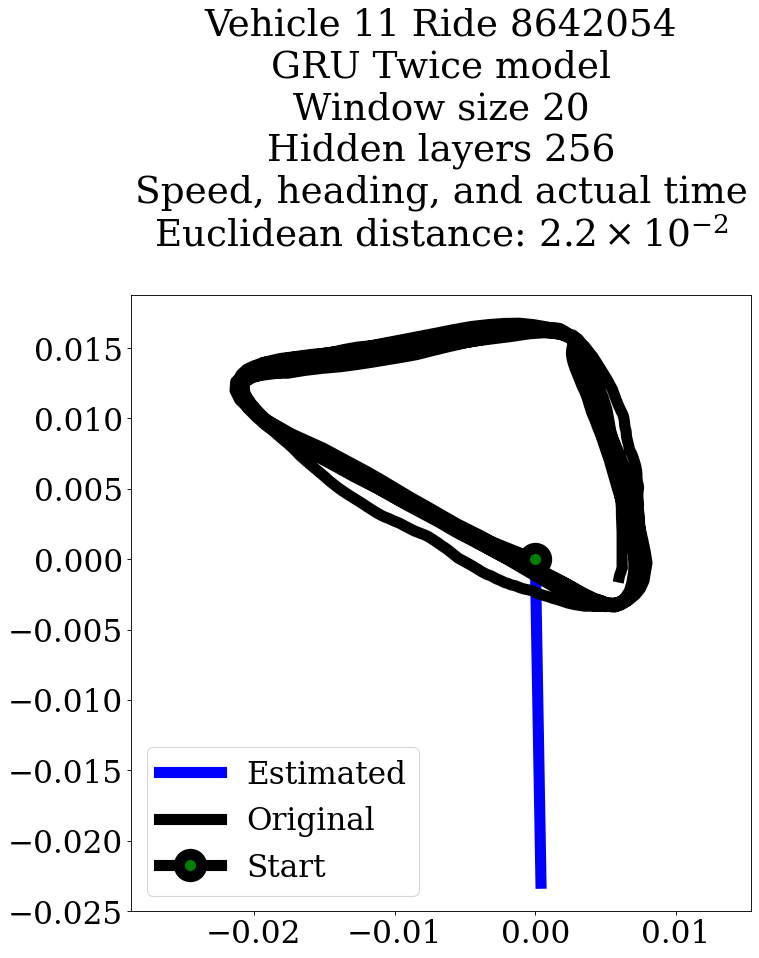 Vehicle 11 Ride 8642054
GRU Twice model
Window size 20
Hidden layers 256
Speed, heading, and actual time
Euclidean distance: 2.2 × 10⁻²
0.015
0.010
0.005
0.000
−0.005
−0.010
−0.015
−0.020
−0.025
Estimated
Original
Start
−0.02
−0.01
0.00
0.01